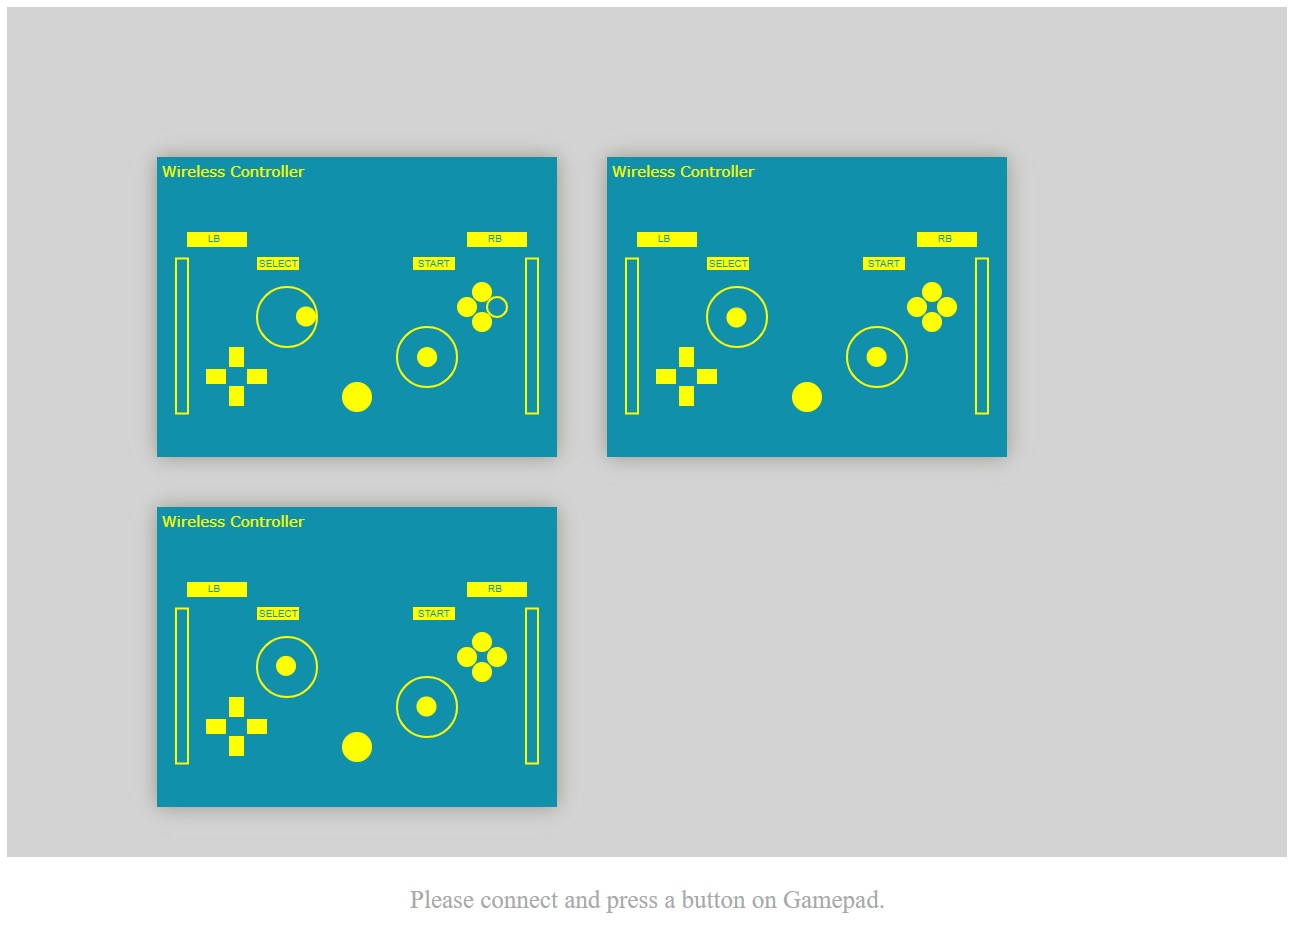 Wireless Controller
LB
RB
SELECT
START
Wireless Controller
LB
RB
SELECT
START
Wireless Controller
LB
RB
SELECT
START
Please connect and press a button on Gamepad.